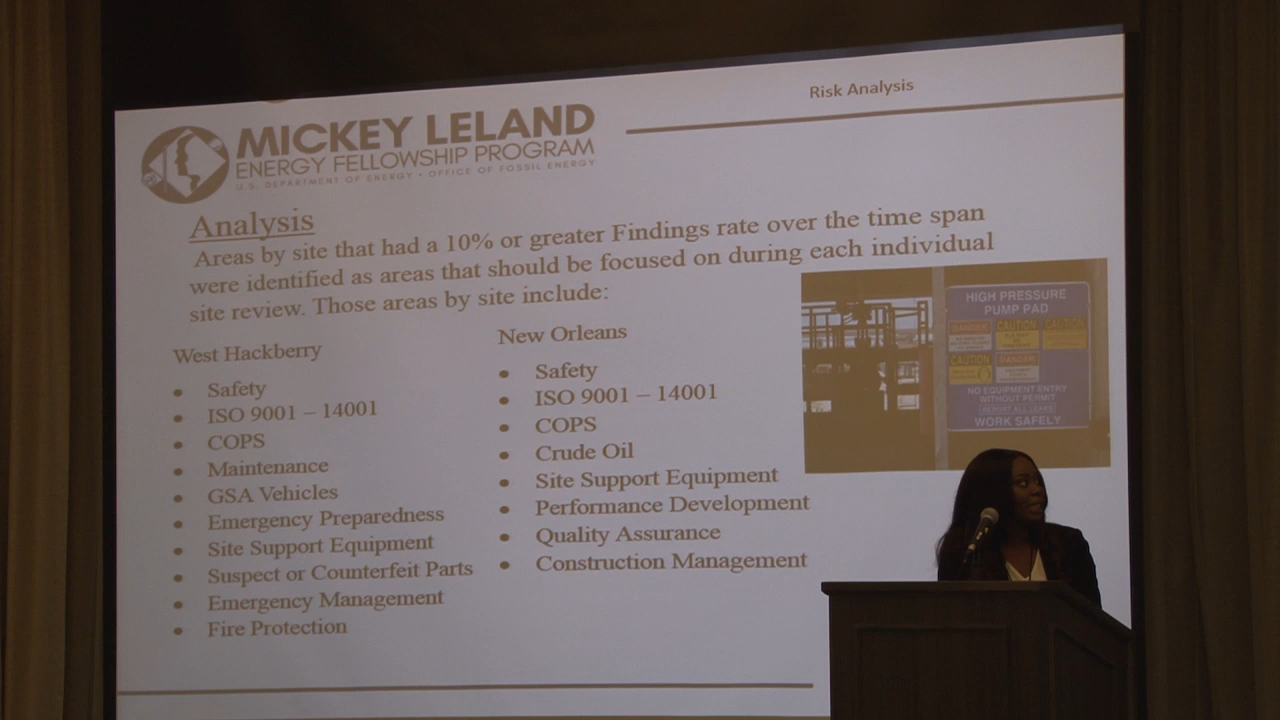 Risk Analysis
MICKEY LELAND
ENERGY FELLOWSHIP PROGRAM
U.S. DEPARTMENT OF ENERGY • OFFICE OF FOSSIL ENERGY
Analysis
Areas by site that had a 10% or greater Findings rate over the time span
were identified as areas that should be focused on during each individual
site review. Those areas by site include:
West Hackberry
• Safety
• ISO 9001 – 14001
• COPS
• Maintenance
• GSA Vehicles
• Emergency Preparedness
• Site Support Equipment
• Suspect or Counterfeit Parts
• Emergency Management
• Fire Protection
New Orleans
• Safety
• ISO 9001 – 14001
• COPS
• Crude Oil
• Site Support Equipment
• Performance Development
• Quality Assurance
• Construction Management
HIGH PRESSURE
PUMP PAD
DANGER CAUTION CAUTION
CAUTION DANGER
NO EQUIPMENT ENTRY
WITHOUT PERMIT
REPORT ALL LEAKS
WORK SAFELY